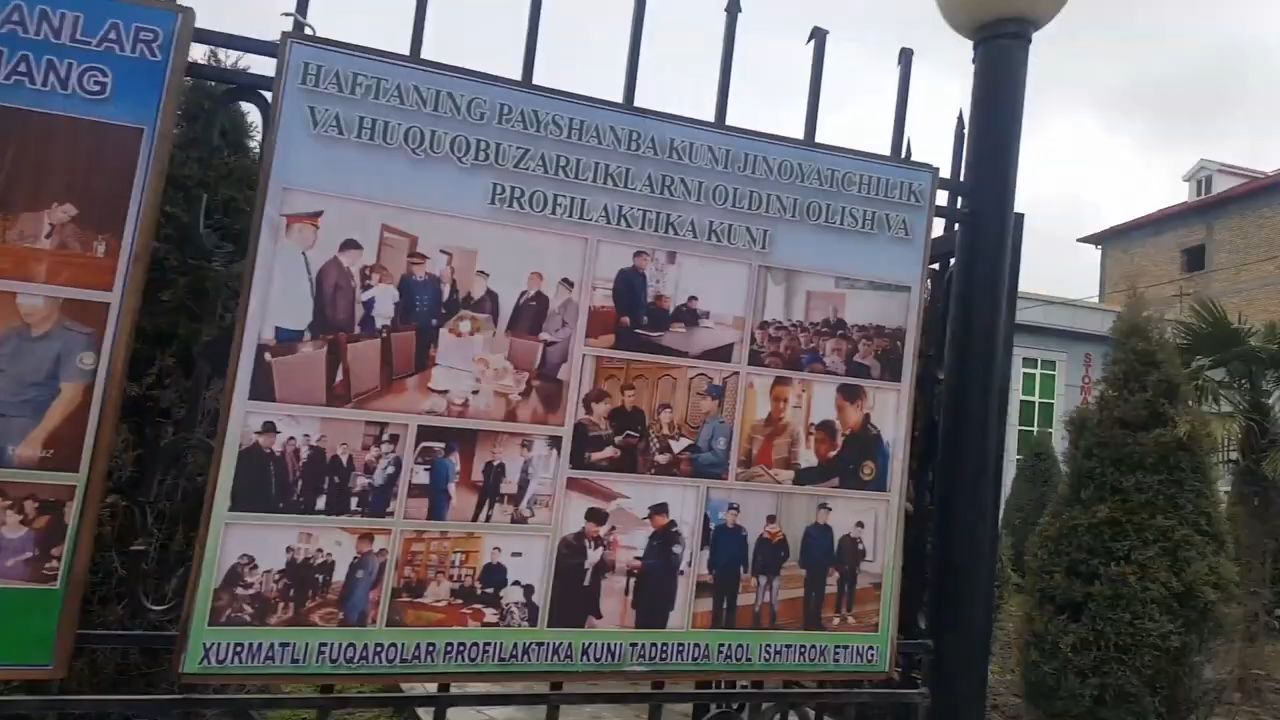 ANLAR
HAFTANING PAYSHANBA KUNI JINOYATCHILIK
VA HUQUQBUZARLIKLARNI OLDINI OLISH VA
PROFILAKTIKA KUNI
XURMATLI FUQAROLAR PROFILAKTIKA KUNI TADBIRIDA FAOL ISHTIROK ETING!
STOMA